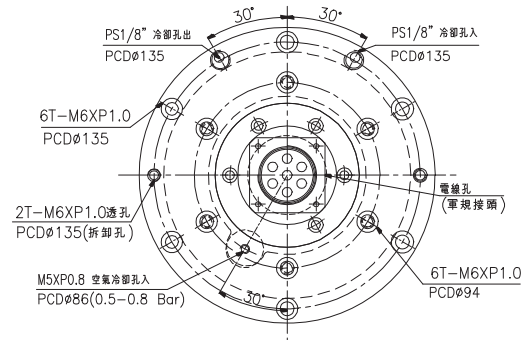 30° 30°
PS1/8" 冷卻孔出
PCDø135
PS1/8" 冷卻孔入
PCDø135
6T-M6XP1.0
PCDø135
2T-M6XP1.0透孔
PCDø135(拆卸孔)
電線孔
(軍規接頭)
M5XP0.8 空氣冷卻孔入
PCDø86(0.5-0.8 Bar)
30°
6T-M6XP1.0
PCDø94